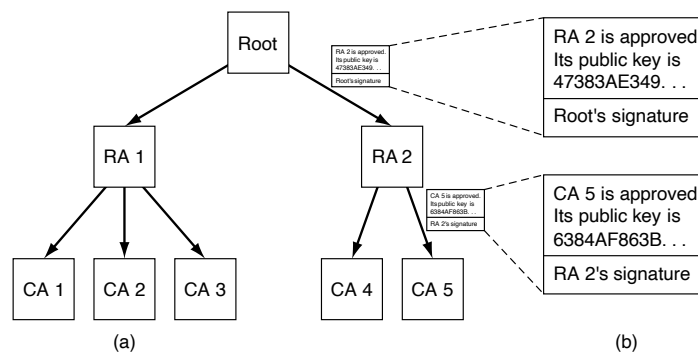 Root
RA 2 is approved.
Its public key is
47383AE349. . .
Root's signature
RA 2 is approved.
Its public key is
47383AE349. . .
Root's signature
RA 1
RA 2
CA 5 is approved.
Its public key is
6384AF863B. . .
RA 2's signature
CA 5 is approved.
Its public key is
6384AF863B. . .
RA 2's signature
CA 1
CA 2
CA 3
CA 4
CA 5
(a)
(b)